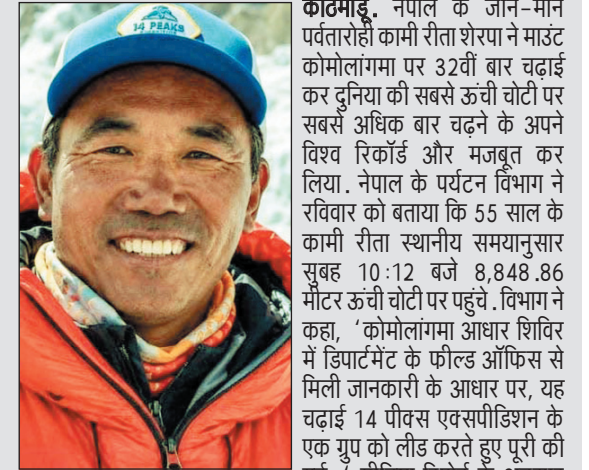 14 PEAKS
काठमांडू. नेपाल के जाने-माने
पर्वतारोही कामी रीता शेरपा ने माउंट
कोमोलांगमा पर 32वीं बार चढ़ाई
कर दुनिया की सबसे ऊंची चोटी पर
सबसे अधिक बार चढ़ने के अपने
विश्व रिकॉर्ड और मजबूत कर
लिया. नेपाल के पर्यटन विभाग ने
रविवार को बताया कि 55 साल के
कामी रीता स्थानीय समयानुसार
सुबह 10:12 बजे 8,848.86
मीटर ऊंची चोटी पर पहुंचे. विभाग ने
कहा, ‘कोमोलांगमा आधार शिविर
में डिपार्टमेंट के फील्ड ऑफिस से
मिली जानकारी के आधार पर, यह
चढ़ाई 14 पीक्स एक्सपीडिशन के
एक ग्रुप को लीड करते हुए पूरी की